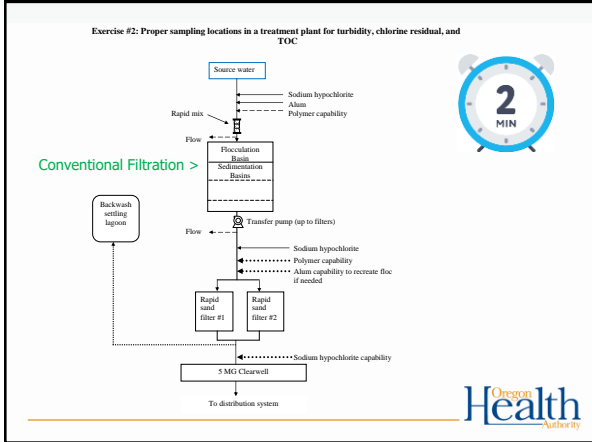 Exercise #2: Proper sampling locations in a treatment plant for turbidity, chlorine residual, and
TOC
Source water
Sodium hypochlorite
Alum
Polymer capability
Rapid mix
Flow
2
MIN
Conventional Filtration >
Flocculation
Basin
Sedimentation
Basins
Backwash
settling
lagoon
Transfer pump (up to filters)
Flow
Sodium hypochlorite
Polymer capability
Alum capability to recreate floc
if needed
Rapid
sand
filter #1
Rapid
sand
filter #2
Sodium hypochlorite capability
5 MG Clearwell
To distribution system
Oregon
Health
Authority